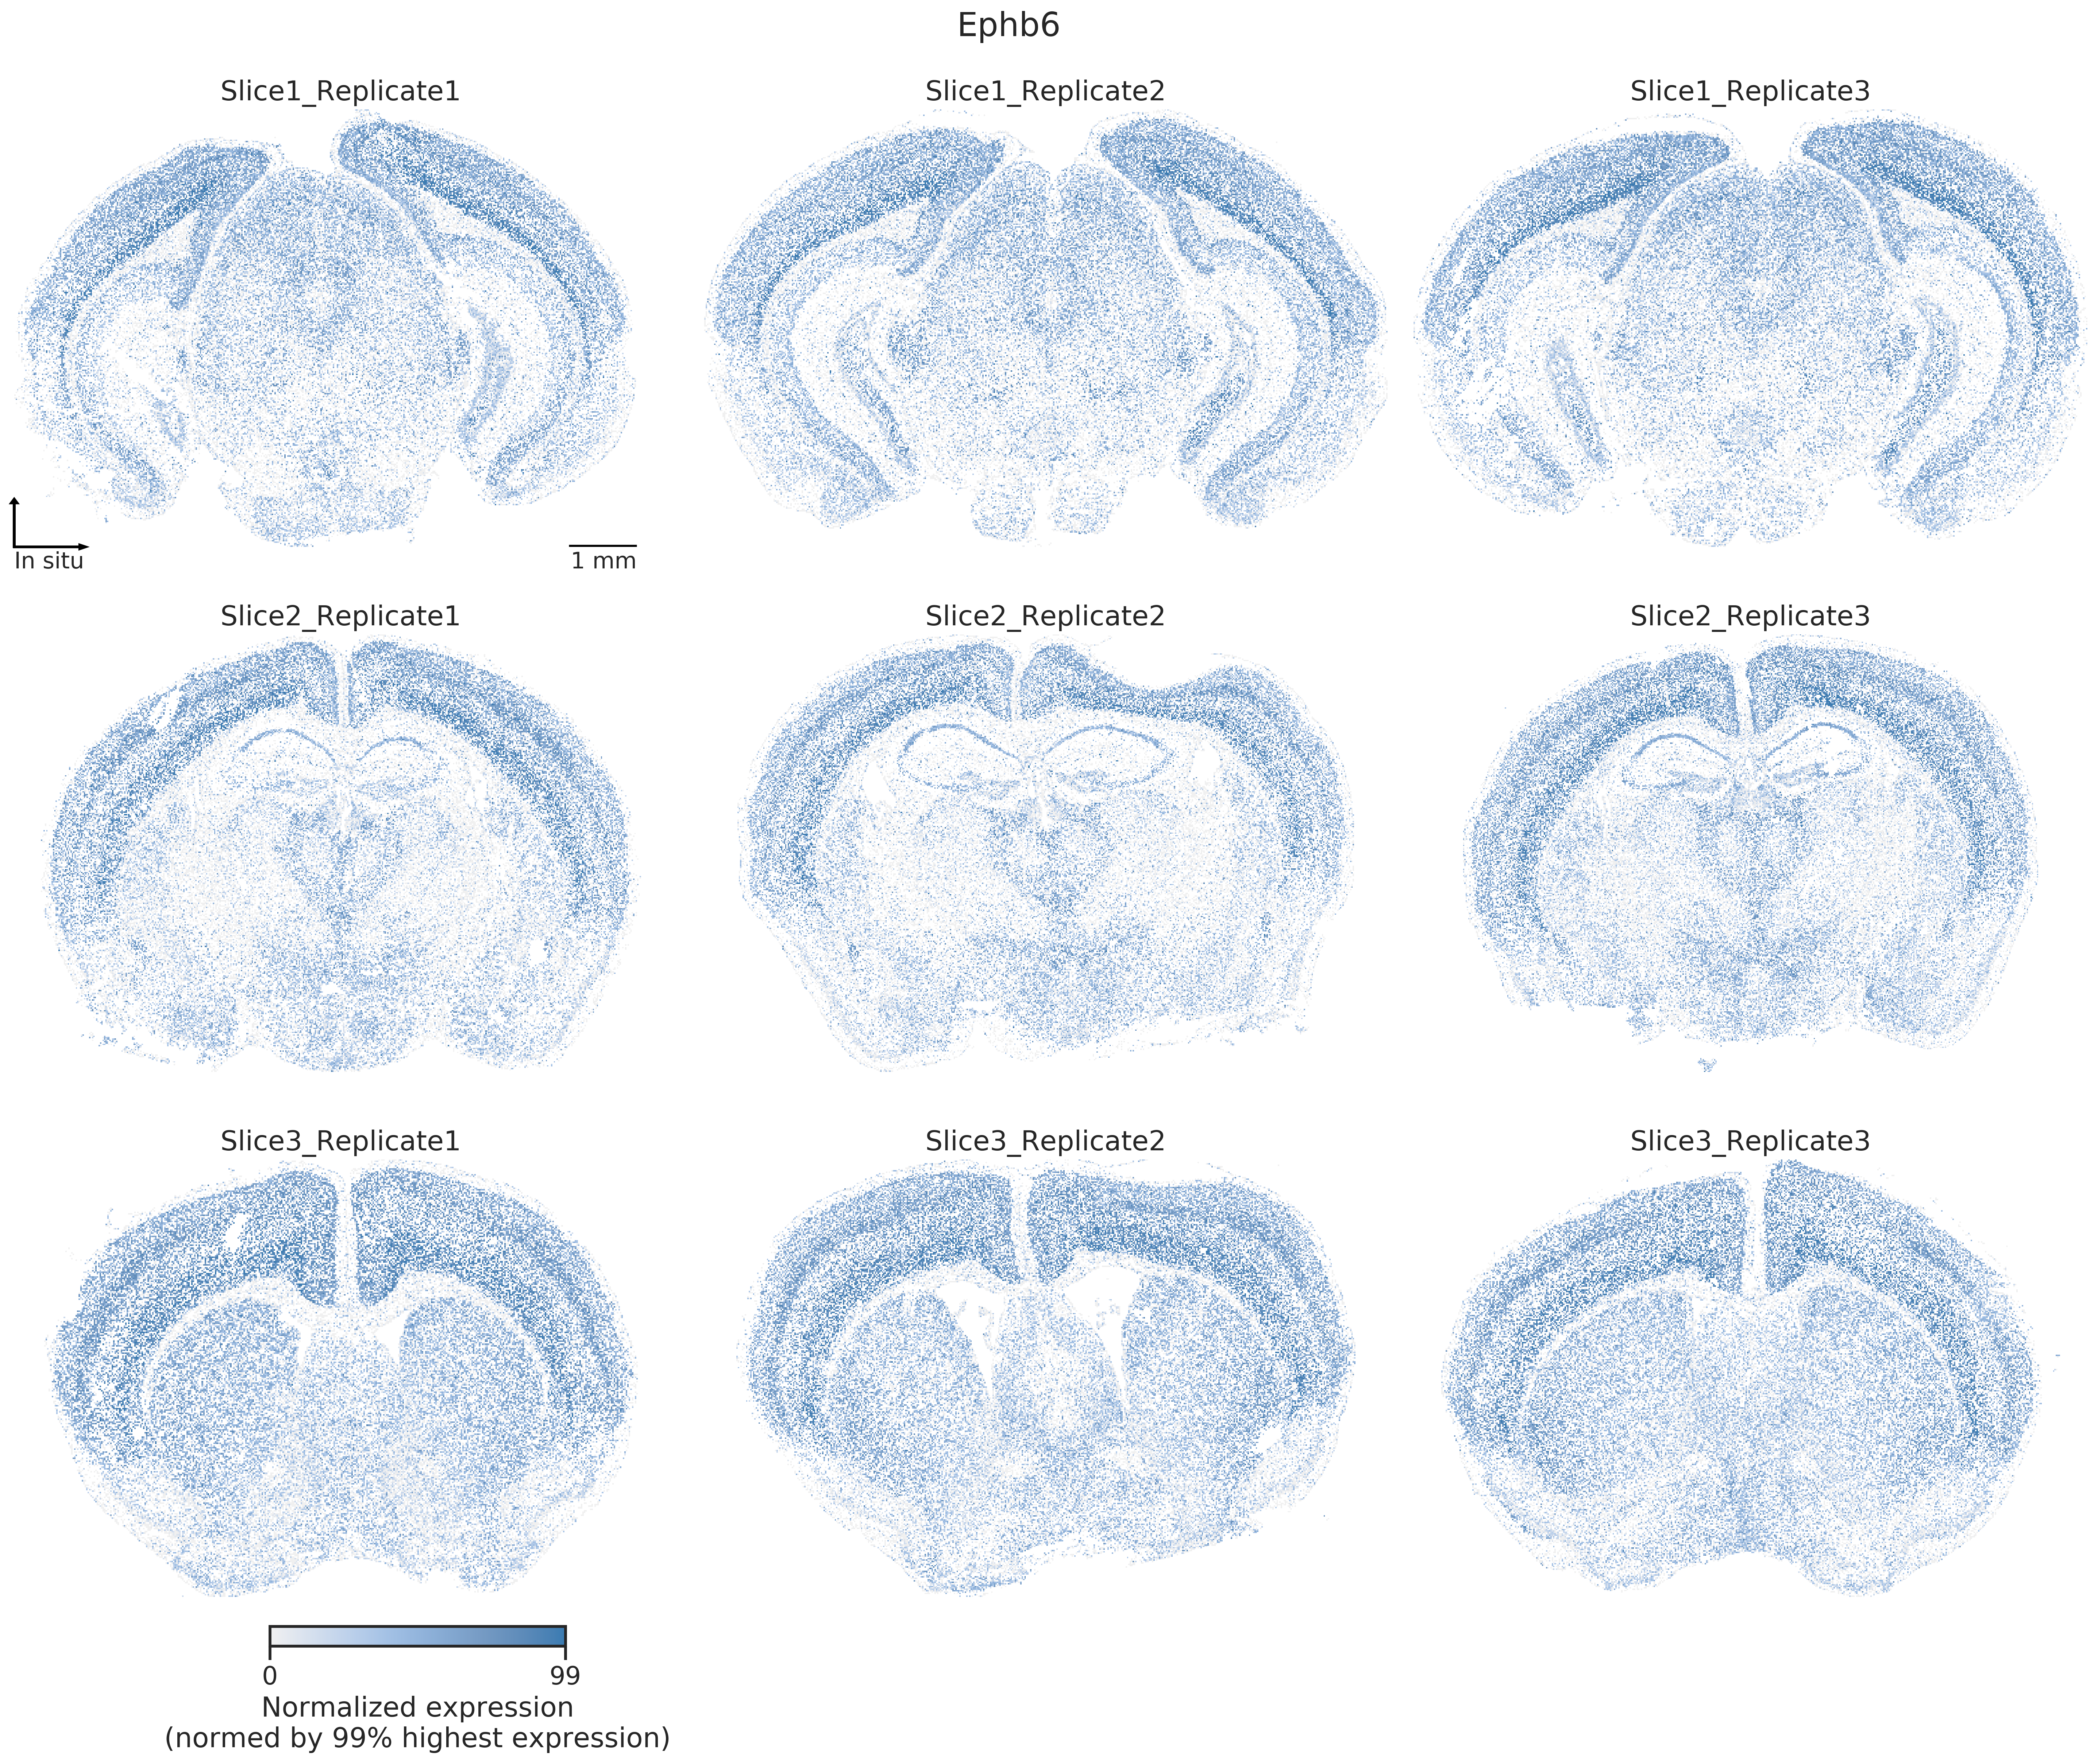 Ephb6
Slice1_Replicate1
Slice1_Replicate2
Slice1_Replicate3
In situ
1 mm
Slice2_Replicate1
Slice2_Replicate2
Slice2_Replicate3
Slice3_Replicate1
Slice3_Replicate2
Slice3_Replicate3
0
99
Normalized expression
(normed by 99% highest expression)